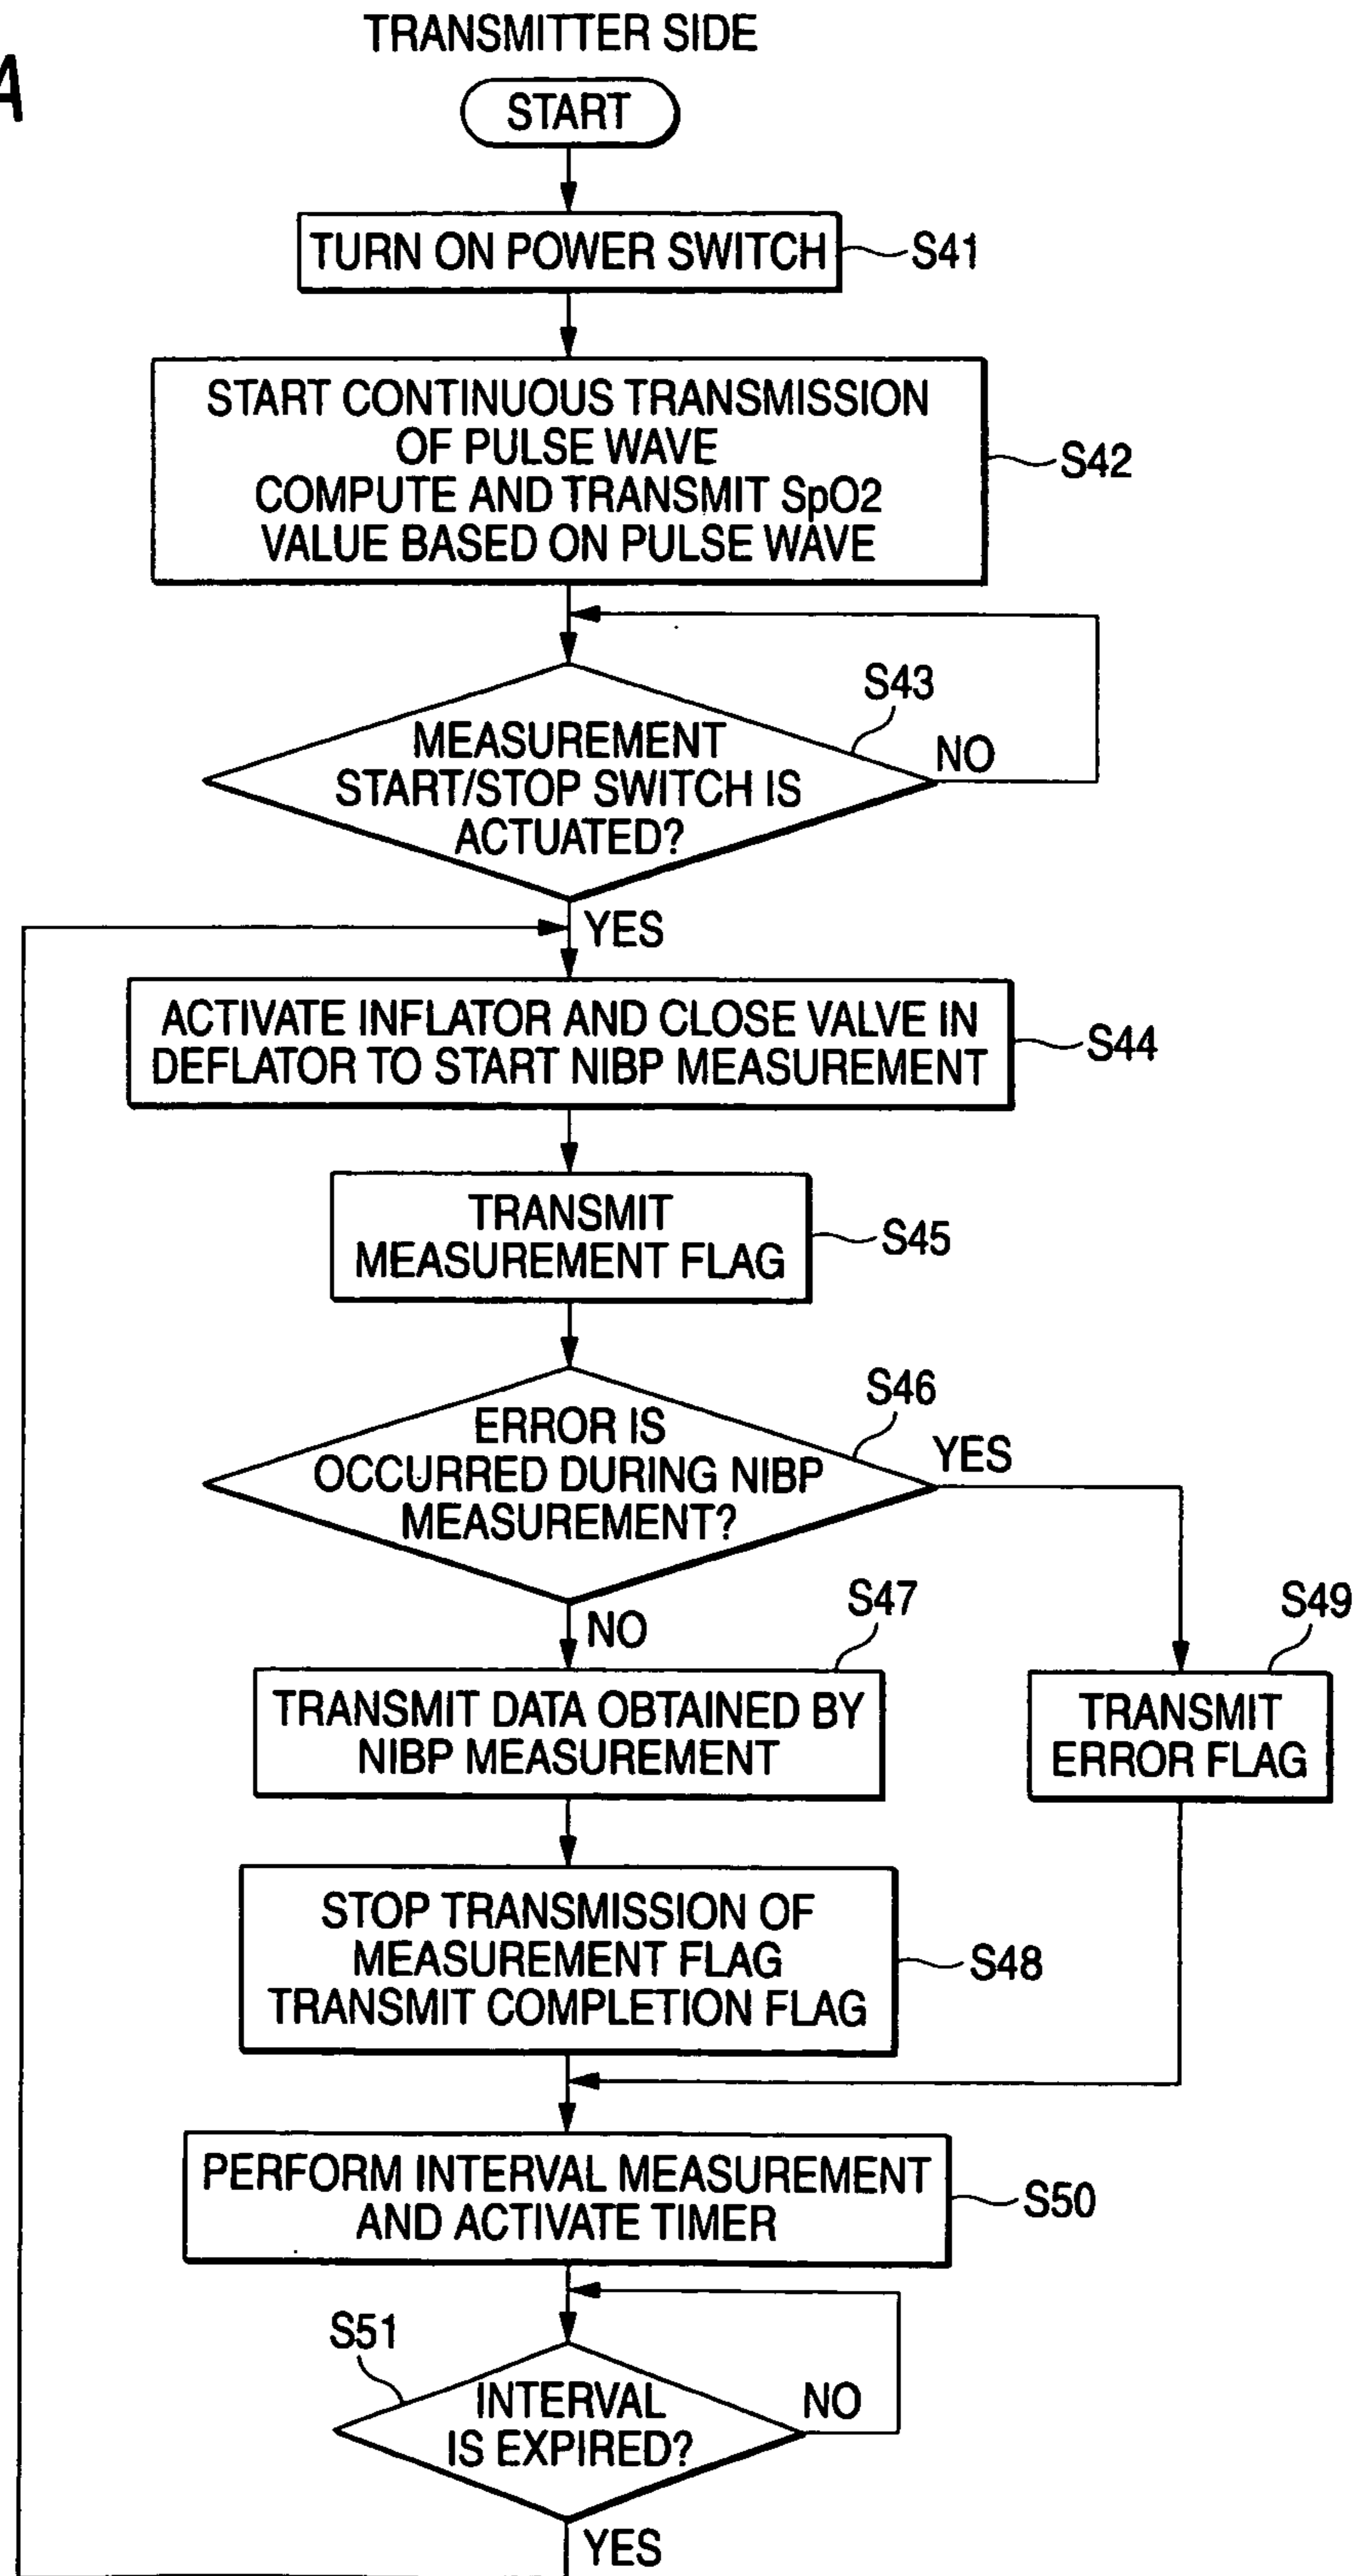 A
TRANSMITTER SIDE
START
TURN ON POWER SWITCH
S41
START CONTINUOUS TRANSMISSION
OF PULSE WAVE
COMPUTE AND TRANSMIT SpO2
VALUE BASED ON PULSE WAVE
S42
S43
MEASUREMENT
START/STOP SWITCH IS
ACTUATED?
NO
YES
ACTIVATE INFLATOR AND CLOSE VALVE IN
DEFLATOR TO START NIBP MEASUREMENT
S44
TRANSMIT
MEASUREMENT FLAG
S45
S46
ERROR IS
OCCURRED DURING NIBP
MEASUREMENT?
YES
NO
S47
TRANSMIT DATA OBTAINED BY
NIBP MEASUREMENT
S49
TRANSMIT
ERROR FLAG
STOP TRANSMISSION OF
MEASUREMENT FLAG
TRANSMIT COMPLETION FLAG
S48
PERFORM INTERVAL MEASUREMENT
AND ACTIVATE TIMER
S50
S51
INTERVAL
IS EXPIRED?
NO
YES